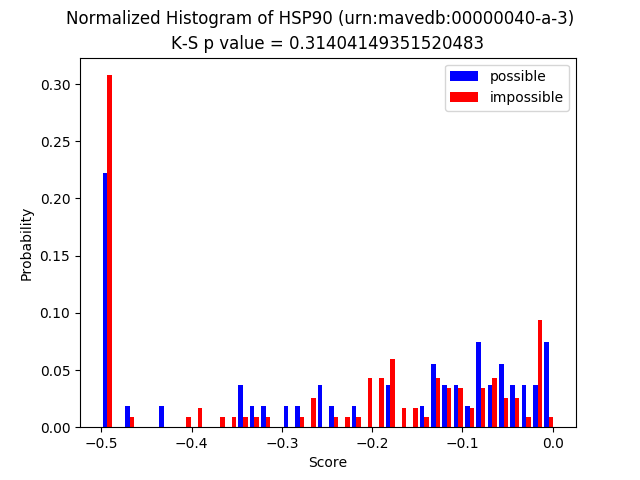 Normalized Histogram of HSP90 (urn:mavedb:00000040-a-3)
K-S p value = 0.31404149351520483
possible
impossible
0.30
0.25
0.20
0.15
0.10
0.05
0.00
Probability
−0.5
−0.4
−0.3
−0.2
−0.1
0.0
Score